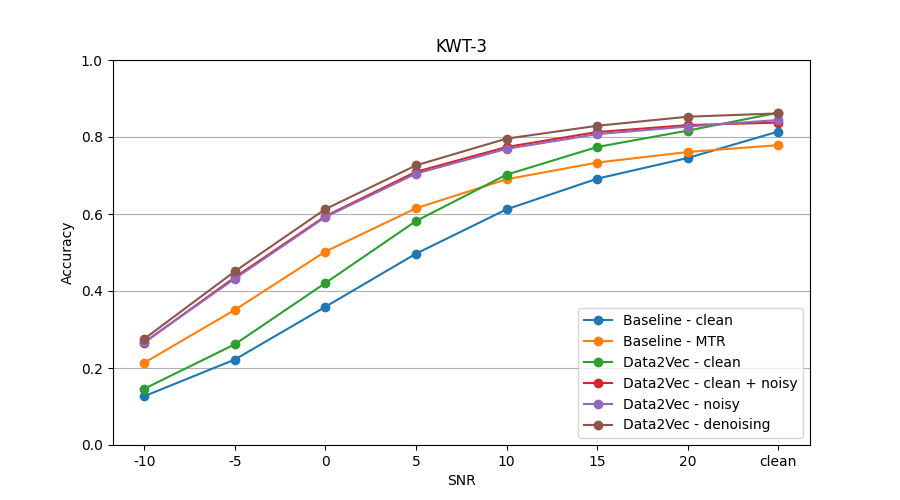 KWT-3
Accuracy
1.0
0.8
0.6
0.4
0.2
0.0
-10 -5 0 5 10 15 20 clean
SNR
Baseline - clean
Baseline - MTR
Data2Vec - clean
Data2Vec - clean + noisy
Data2Vec - noisy
Data2Vec - denoising